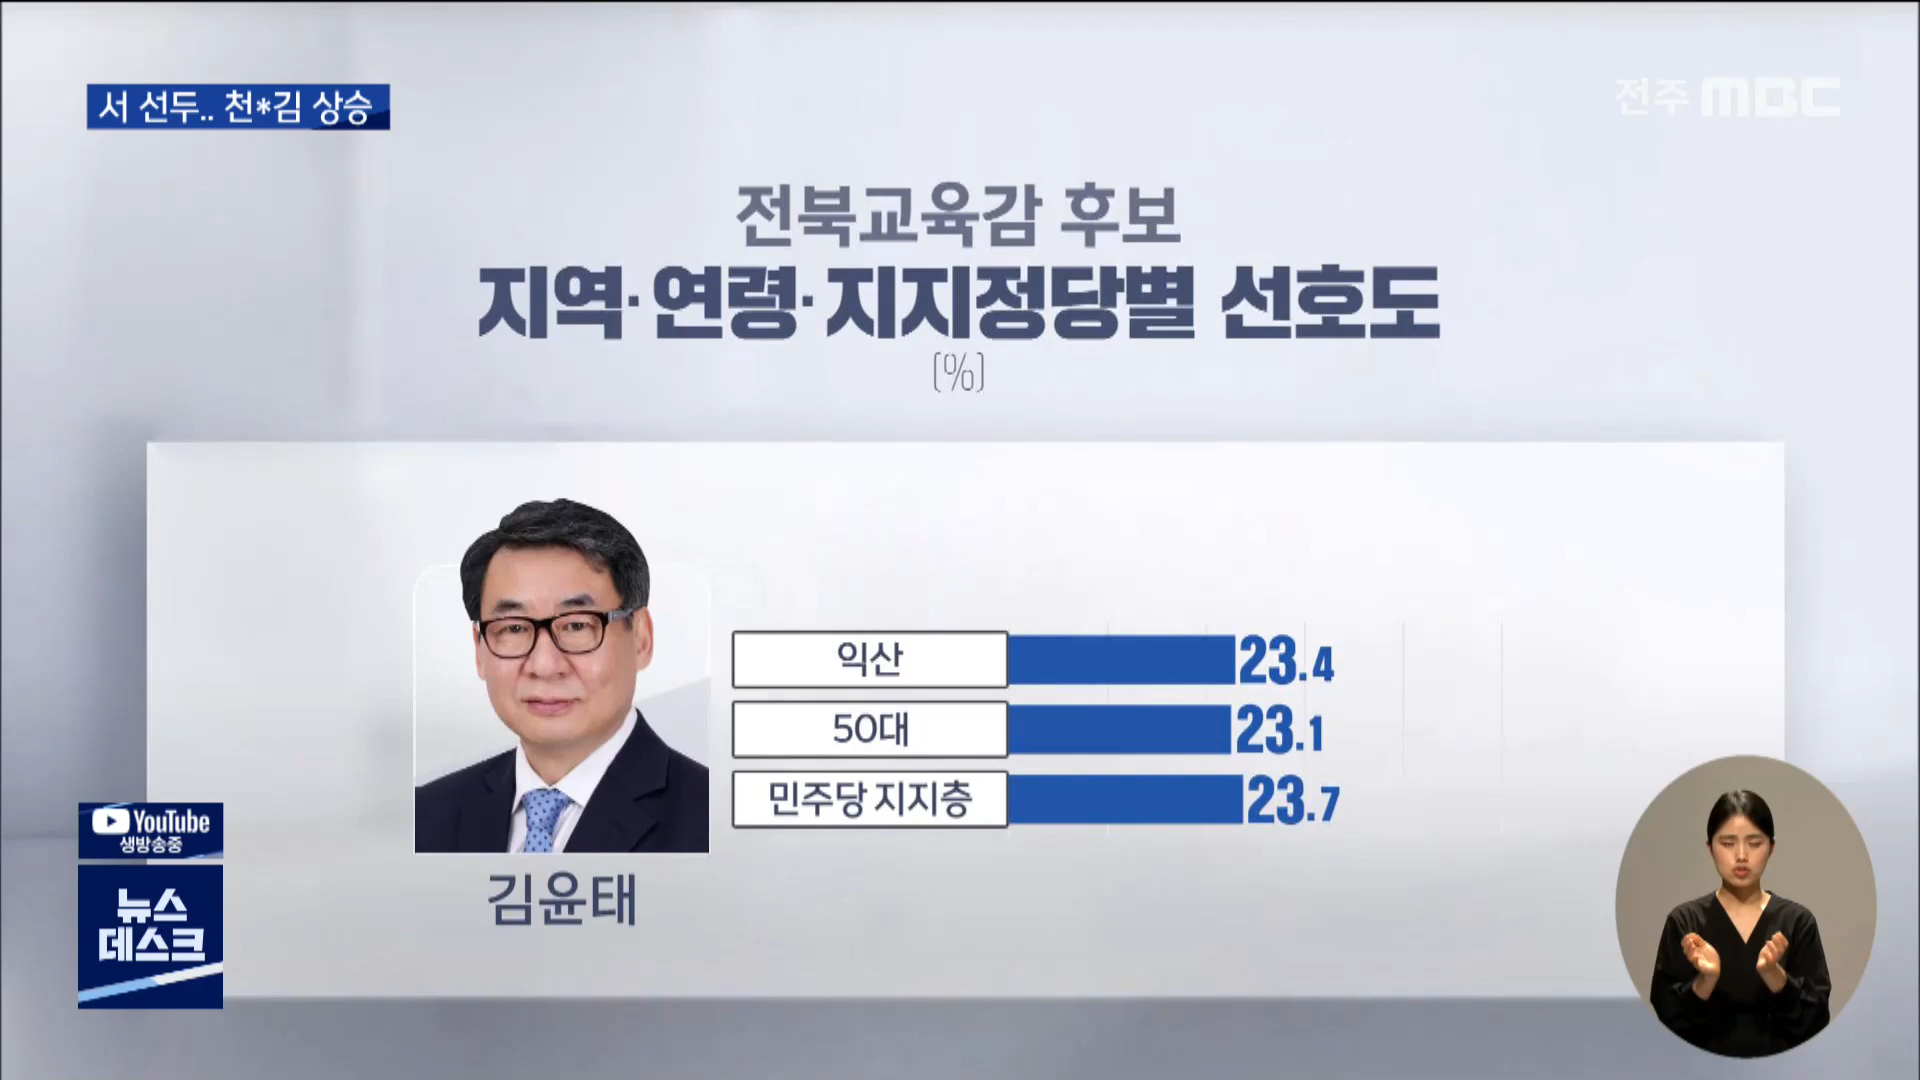 서 선두.. 천*김 상승
전주 MBC
전북교육감 후보
지역·연령·지지정당별 선호도
(%)
익산 23.4
50대 23.1
민주당 지지층 23.7
김윤태
YouTube
생방송중
뉴스
데스크